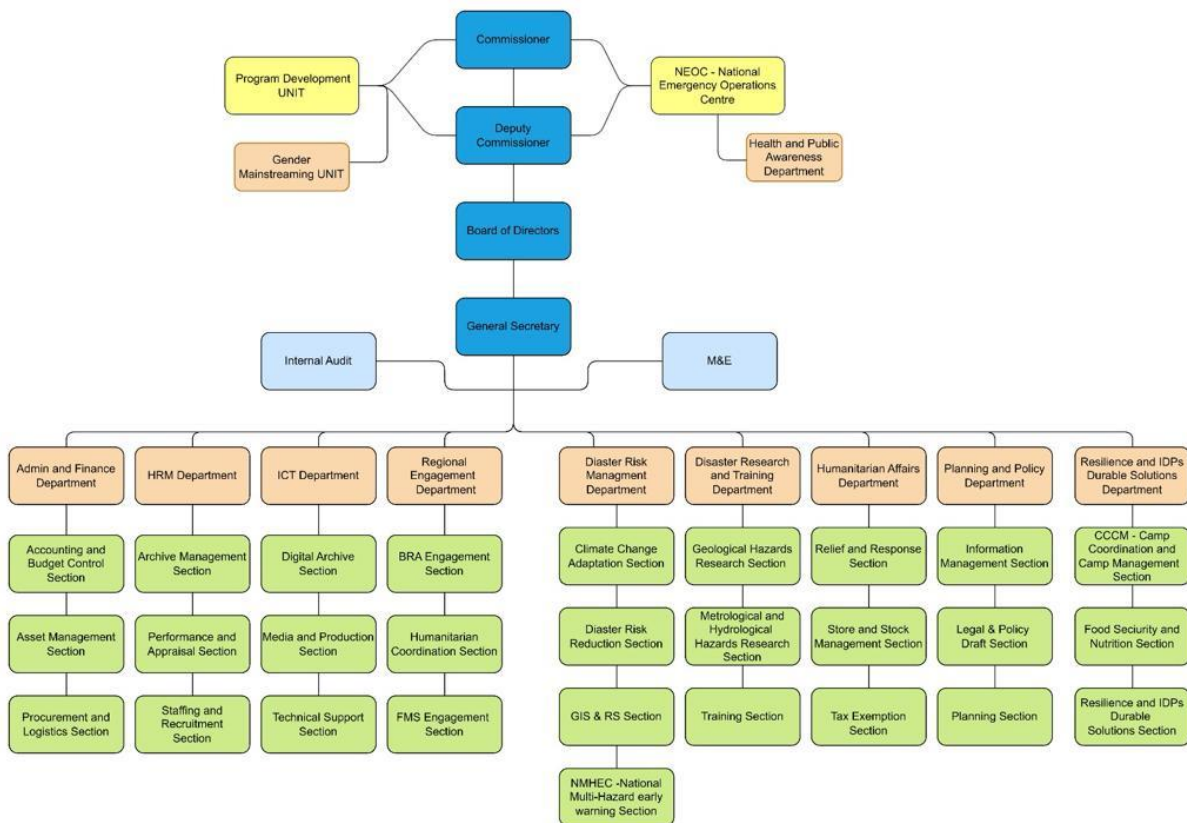 Commissioner
Program Development
UNIT
NEOC - National
Emergency Operations
Centre
Deputy
Commissioner
Gender
Mainstreaming UNIT
Health and Public
Awareness
Department
Board of Directors
General Secretary
Internal Audit
M&E
Admin and Finance
Department
HRM Department
ICT Department
Regional
Engagement
Department
Diaster Risk
Managment
Department
Disaster Research
and Training
Department
Humanitarian Affairs
Department
Planning and Policy
Department
Resilience and IDPs
Durable Solutions
Department
Accounting and
Budget Control
Section
Archive Management
Section
Digital Archive
Section
BRA Engagement
Section
Climate Change
Adaptation Section
Geological Hazards
Research Section
Relief and Response
Section
Information
Management Section
CCCM - Camp
Coordination and
Camp Management
Section
Asset Management
Section
Performance and
Appraisal Section
Media and Production
Section
Humanitarian
Coordination Section
Diaster Risk
Reduction Section
Metrological and
Hydrological
Hazards Research
Section
Store and Stock
Management Section
Legal & Policy
Draft Section
Food Seciurity and
Nutrition Section
Procurement and
Logistics Section
Staffing and
Recruitment
Section
Technical Support
Section
FMS Engagement
Section
GIS & RS Section
Training Section
Tax Exemption
Section
Planning Section
Resilience and IDPs
Durable
Solutions Section
NMHEC -National
Multi-Hazard early
warning Section